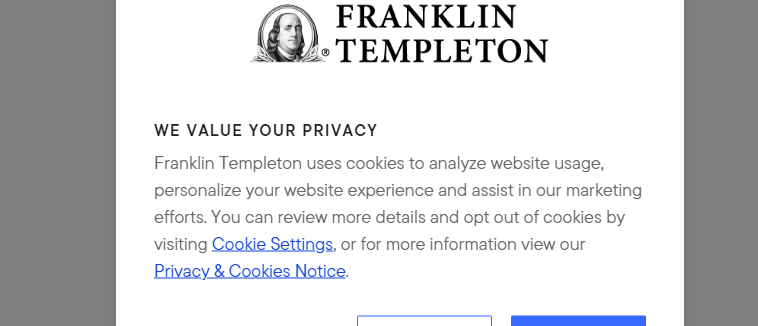 FRANKLIN
® TEMPLETON
WE VALUE YOUR PRIVACY
Franklin Templeton uses cookies to analyze website usage,
personalize your website experience and assist in our marketing
efforts. You can review more details and opt out of cookies by
visiting Cookie Settings, or for more information view our
Privacy & Cookies Notice.